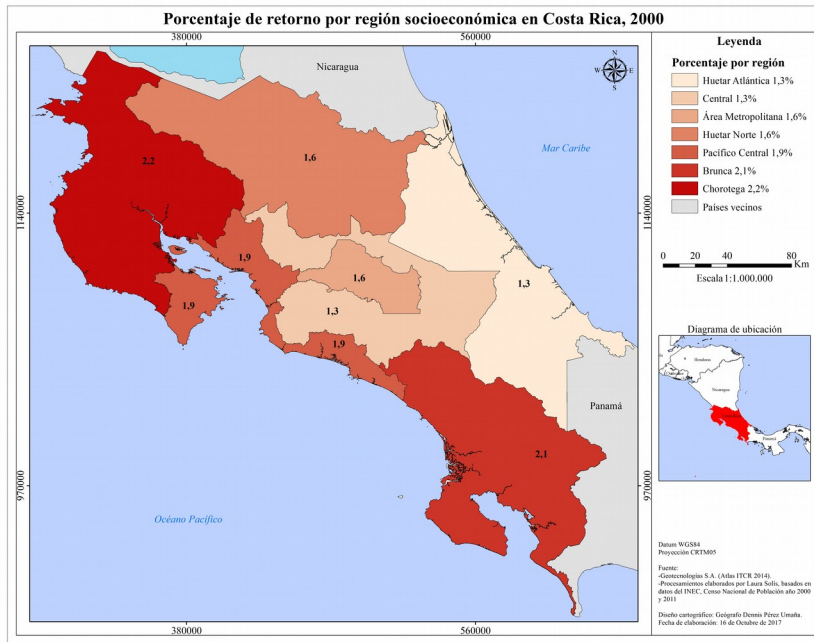 Porcentaje de retorno por región socioeconómica en Costa Rica, 2000
380000
560000
Nicaragua
N
W
E
S
Mar Caribe
2,2
1,6
1140000
1140000
1,9
1,6
1,3
1,9
1,3
1,9
Panamá
2,1
970000
970000
Océano Pacífico
380000
560000
Leyenda
Porcentaje por región
Huetar Atlántica 1,3%
Central 1,3%
Área Metropolitana 1,6%
Huetar Norte 1,6%
Pacífico Central 1,9%
Brunca 2,1%
Chorotega 2,2%
Países vecinos
0 10 20 40 60 80
Km
Escala 1:1.000.000
Diagrama de ubicación
Honduras
Nicaragua
Panamá
Datum WGS84
Proyección CRTM05
Fuente:
-Geotecnologías S.A. (Atlas ITCR 2014).
-Procesamientos elaborados por Laura Solís, basados en
datos del INEC, Censo Nacional de Población año 2000
y 2011
Diseño cartográfico: Geógrafo Dennis Pérez Umaña.
Fecha de elaboración: 16 de Octubre de 2017